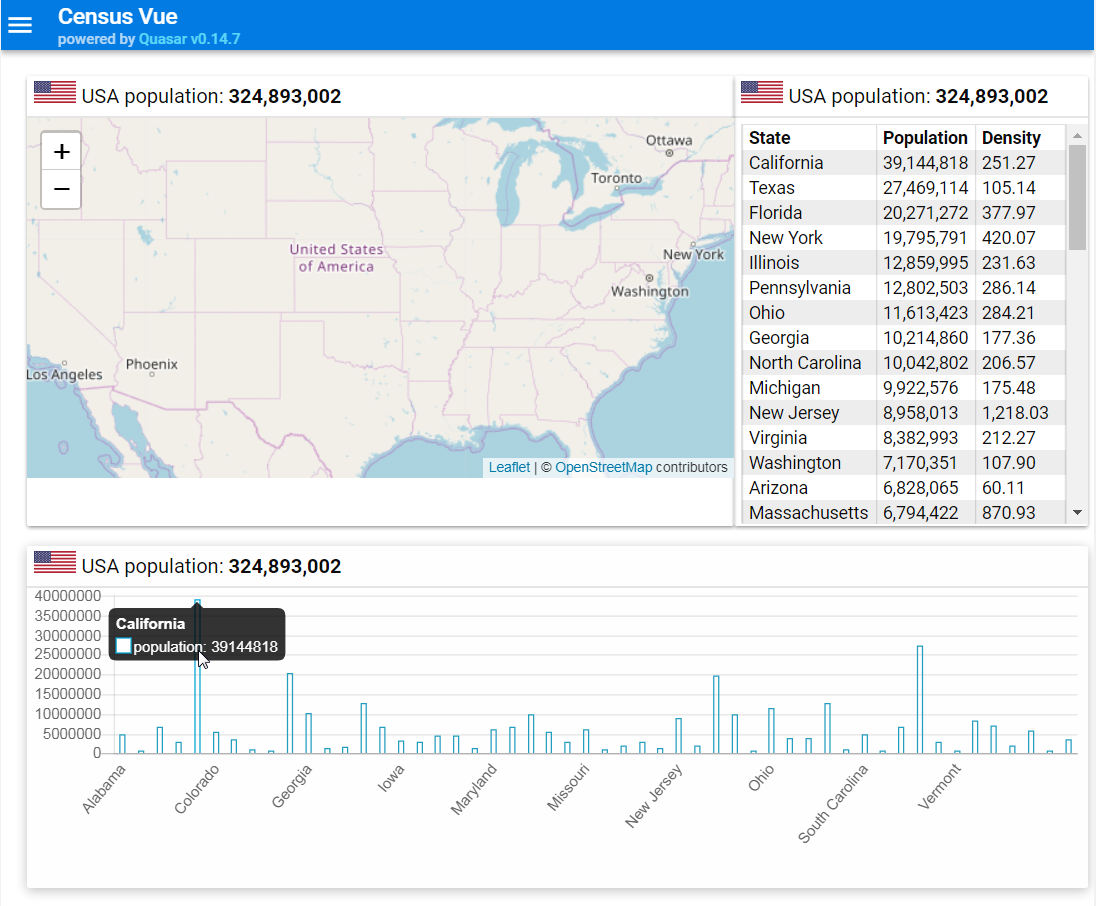 Census Vue
powered by Quasar v0.14.7
USA population: 324,893,002
+
−
Ottawa
Toronto
United States
of America
New York
Washington
Phoenix
Los Angeles
Leaflet | © OpenStreetMap contributors
USA population: 324,893,002
State Population Density
California 39,144,818 251.27
Texas 27,469,114 105.14
Florida 20,271,272 377.97
New York 19,795,791 420.07
Illinois 12,859,995 231.63
Pennsylvania 12,802,503 286.14
Ohio 11,613,423 284.21
Georgia 10,214,860 177.36
North Carolina 10,042,802 206.57
Michigan 9,922,576 175.48
New Jersey 8,958,013 1,218.03
Virginia 8,382,993 212.27
Washington 7,170,351 107.90
Arizona 6,828,065 60.11
Massachusetts 6,794,422 870.93
USA population: 324,893,002
40000000
35000000
30000000
25000000
20000000
15000000
10000000
5000000
0
California
population: 39144818
Alabama
Colorado
Georgia
Iowa
Maryland
Missouri
New Jersey
Ohio
South Carolina
Vermont